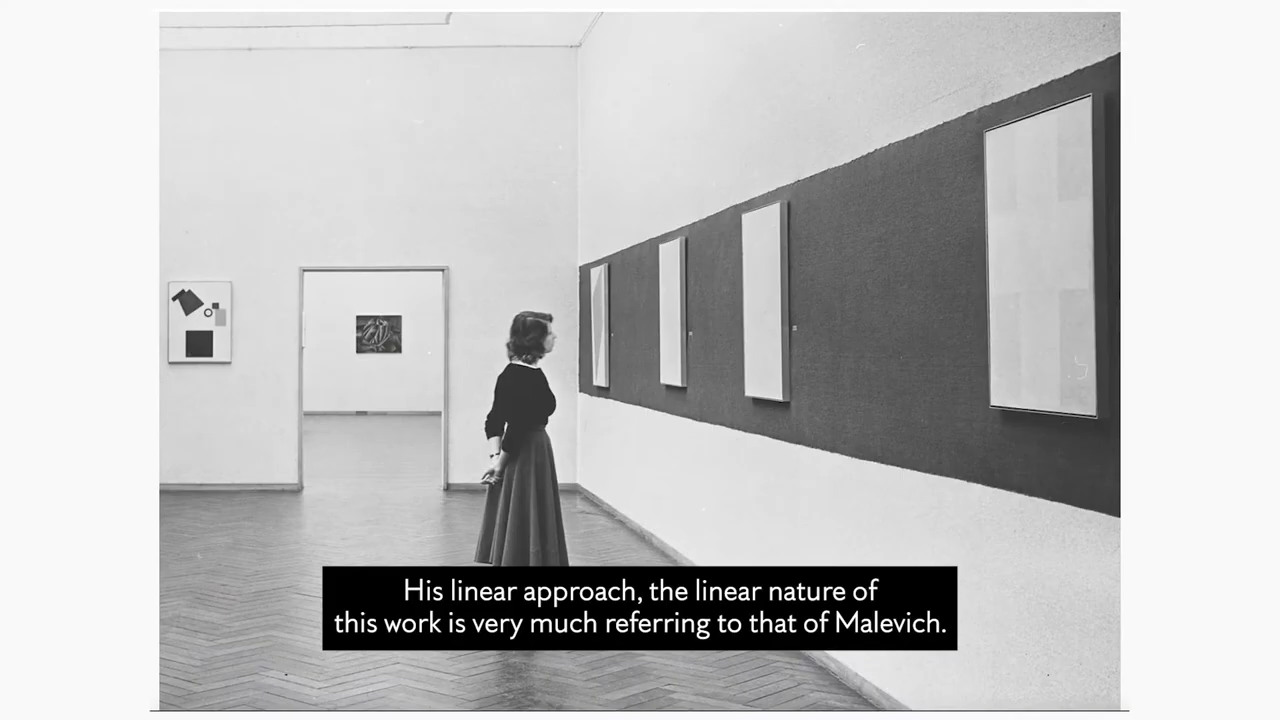 His linear approach, the linear nature of
this work is very much referring to that of Malevich.